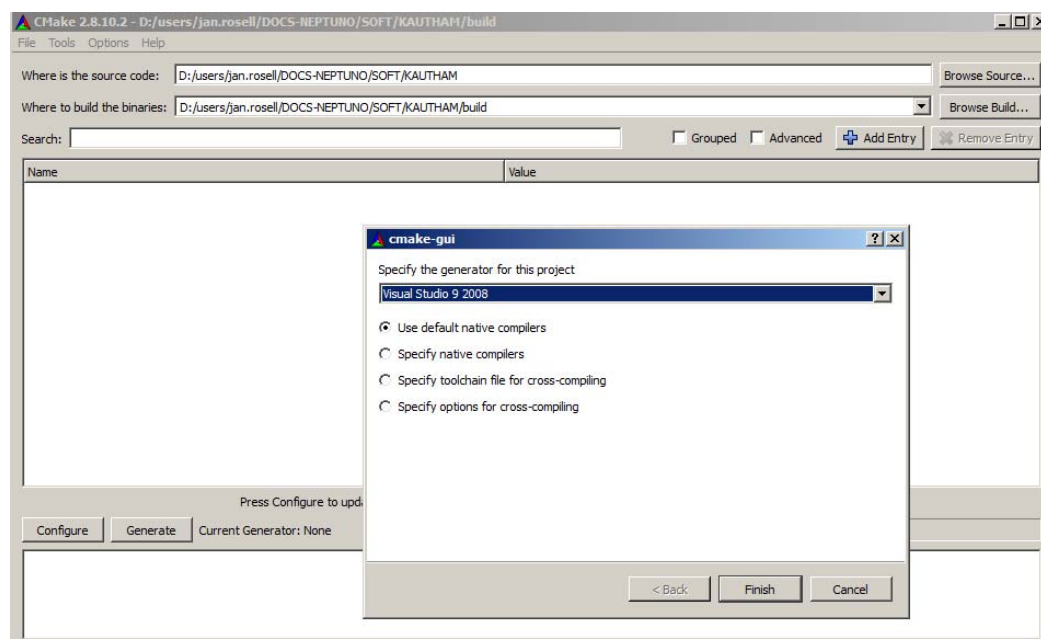 CMake 2.8.10.2 - D:/users/jan.rosell/DOCS-NEPTUNO/SOFT/KAUTHAM/build
File Tools Options Help
Where is the source code: D:/users/jan.rosell/DOCS-NEPTUNO/SOFT/KAUTHAM Browse Source...
Where to build the binaries: D:/users/jan.rosell/DOCS-NEPTUNO/SOFT/KAUTHAM/build Browse Build...
Search: Grouped Advanced Add Entry Remove Entry
Name Value
cmake-gui
Specify the generator for this project
Visual Studio 9 2008
Use default native compilers
Specify native compilers
Specify toolchain file for cross-compiling
Specify options for cross-compiling
< Back Finish Cancel
Press Configure to upd
Configure Generate Current Generator: None